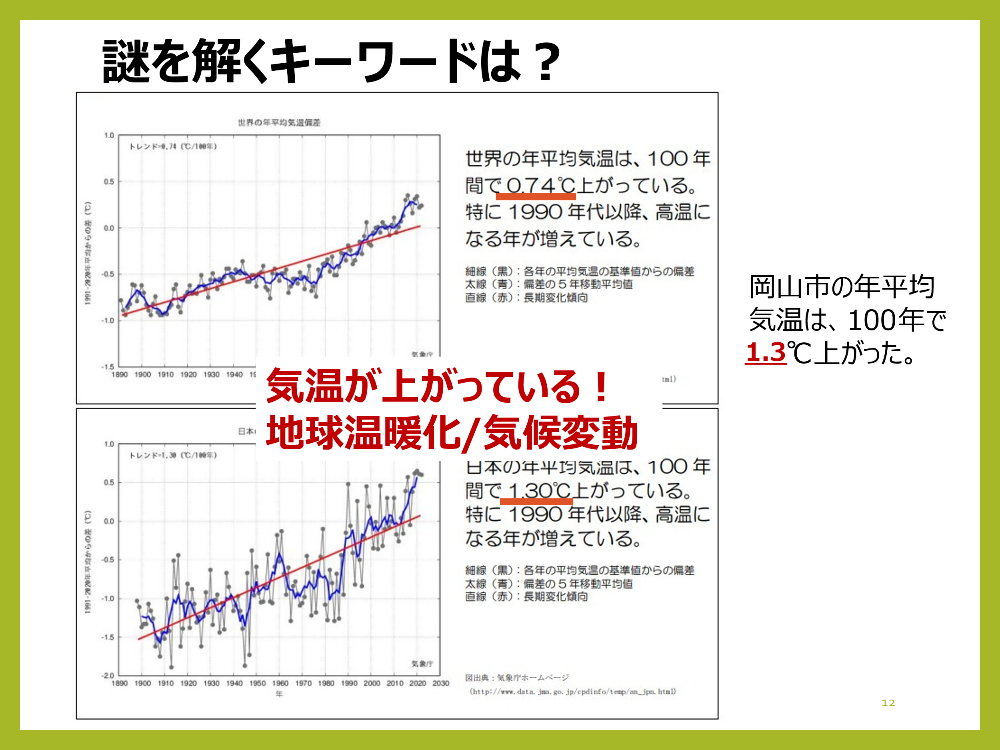 謎を解くキーワードは？
世界の年平均気温偏差
トレンド=0.74 (℃/100年)
1991-2020年平均からの差 (℃)
1.0
0.5
0.0
-0.5
-1.0
-1.5
1890 1900 1910 1920 1930 1940 19
気象庁
世界の年平均気温は、100 年
間で 0.74℃上がっている。
特に 1990 年代以降、高温に
なる年が増えている。
細線（黒）：各年の平均気温の基準値からの偏差
太線（青）：偏差の５年移動平均値
直線（赤）：長期変化傾向
tml)
岡山市の年平均
気温は、100年で
1.3℃上がった。
気温が上がっている！
地球温暖化/気候変動
日本
トレンド=1.30 (℃/100年)
1991-2020年平均からの差 (℃)
1.0
0.5
0.0
-0.5
-1.0
-1.5
-2.0
1890 1900 1910 1920 1930 1940 1950 1960 1970 1980 1990 2000 2010 2020 2030
年
気象庁
日本の年平均気温は、100 年
間で 1.30℃上がっている。
特に 1990 年代以降、高温に
なる年が増えている。
細線（黒）：各年の平均気温の基準値からの偏差
太線（青）：偏差の５年移動平均値
直線（赤）：長期変化傾向
図出典：気象庁ホームページ
(http://www.data.jma.go.jp/cpdinfo/temp/an_jpn.html)
12